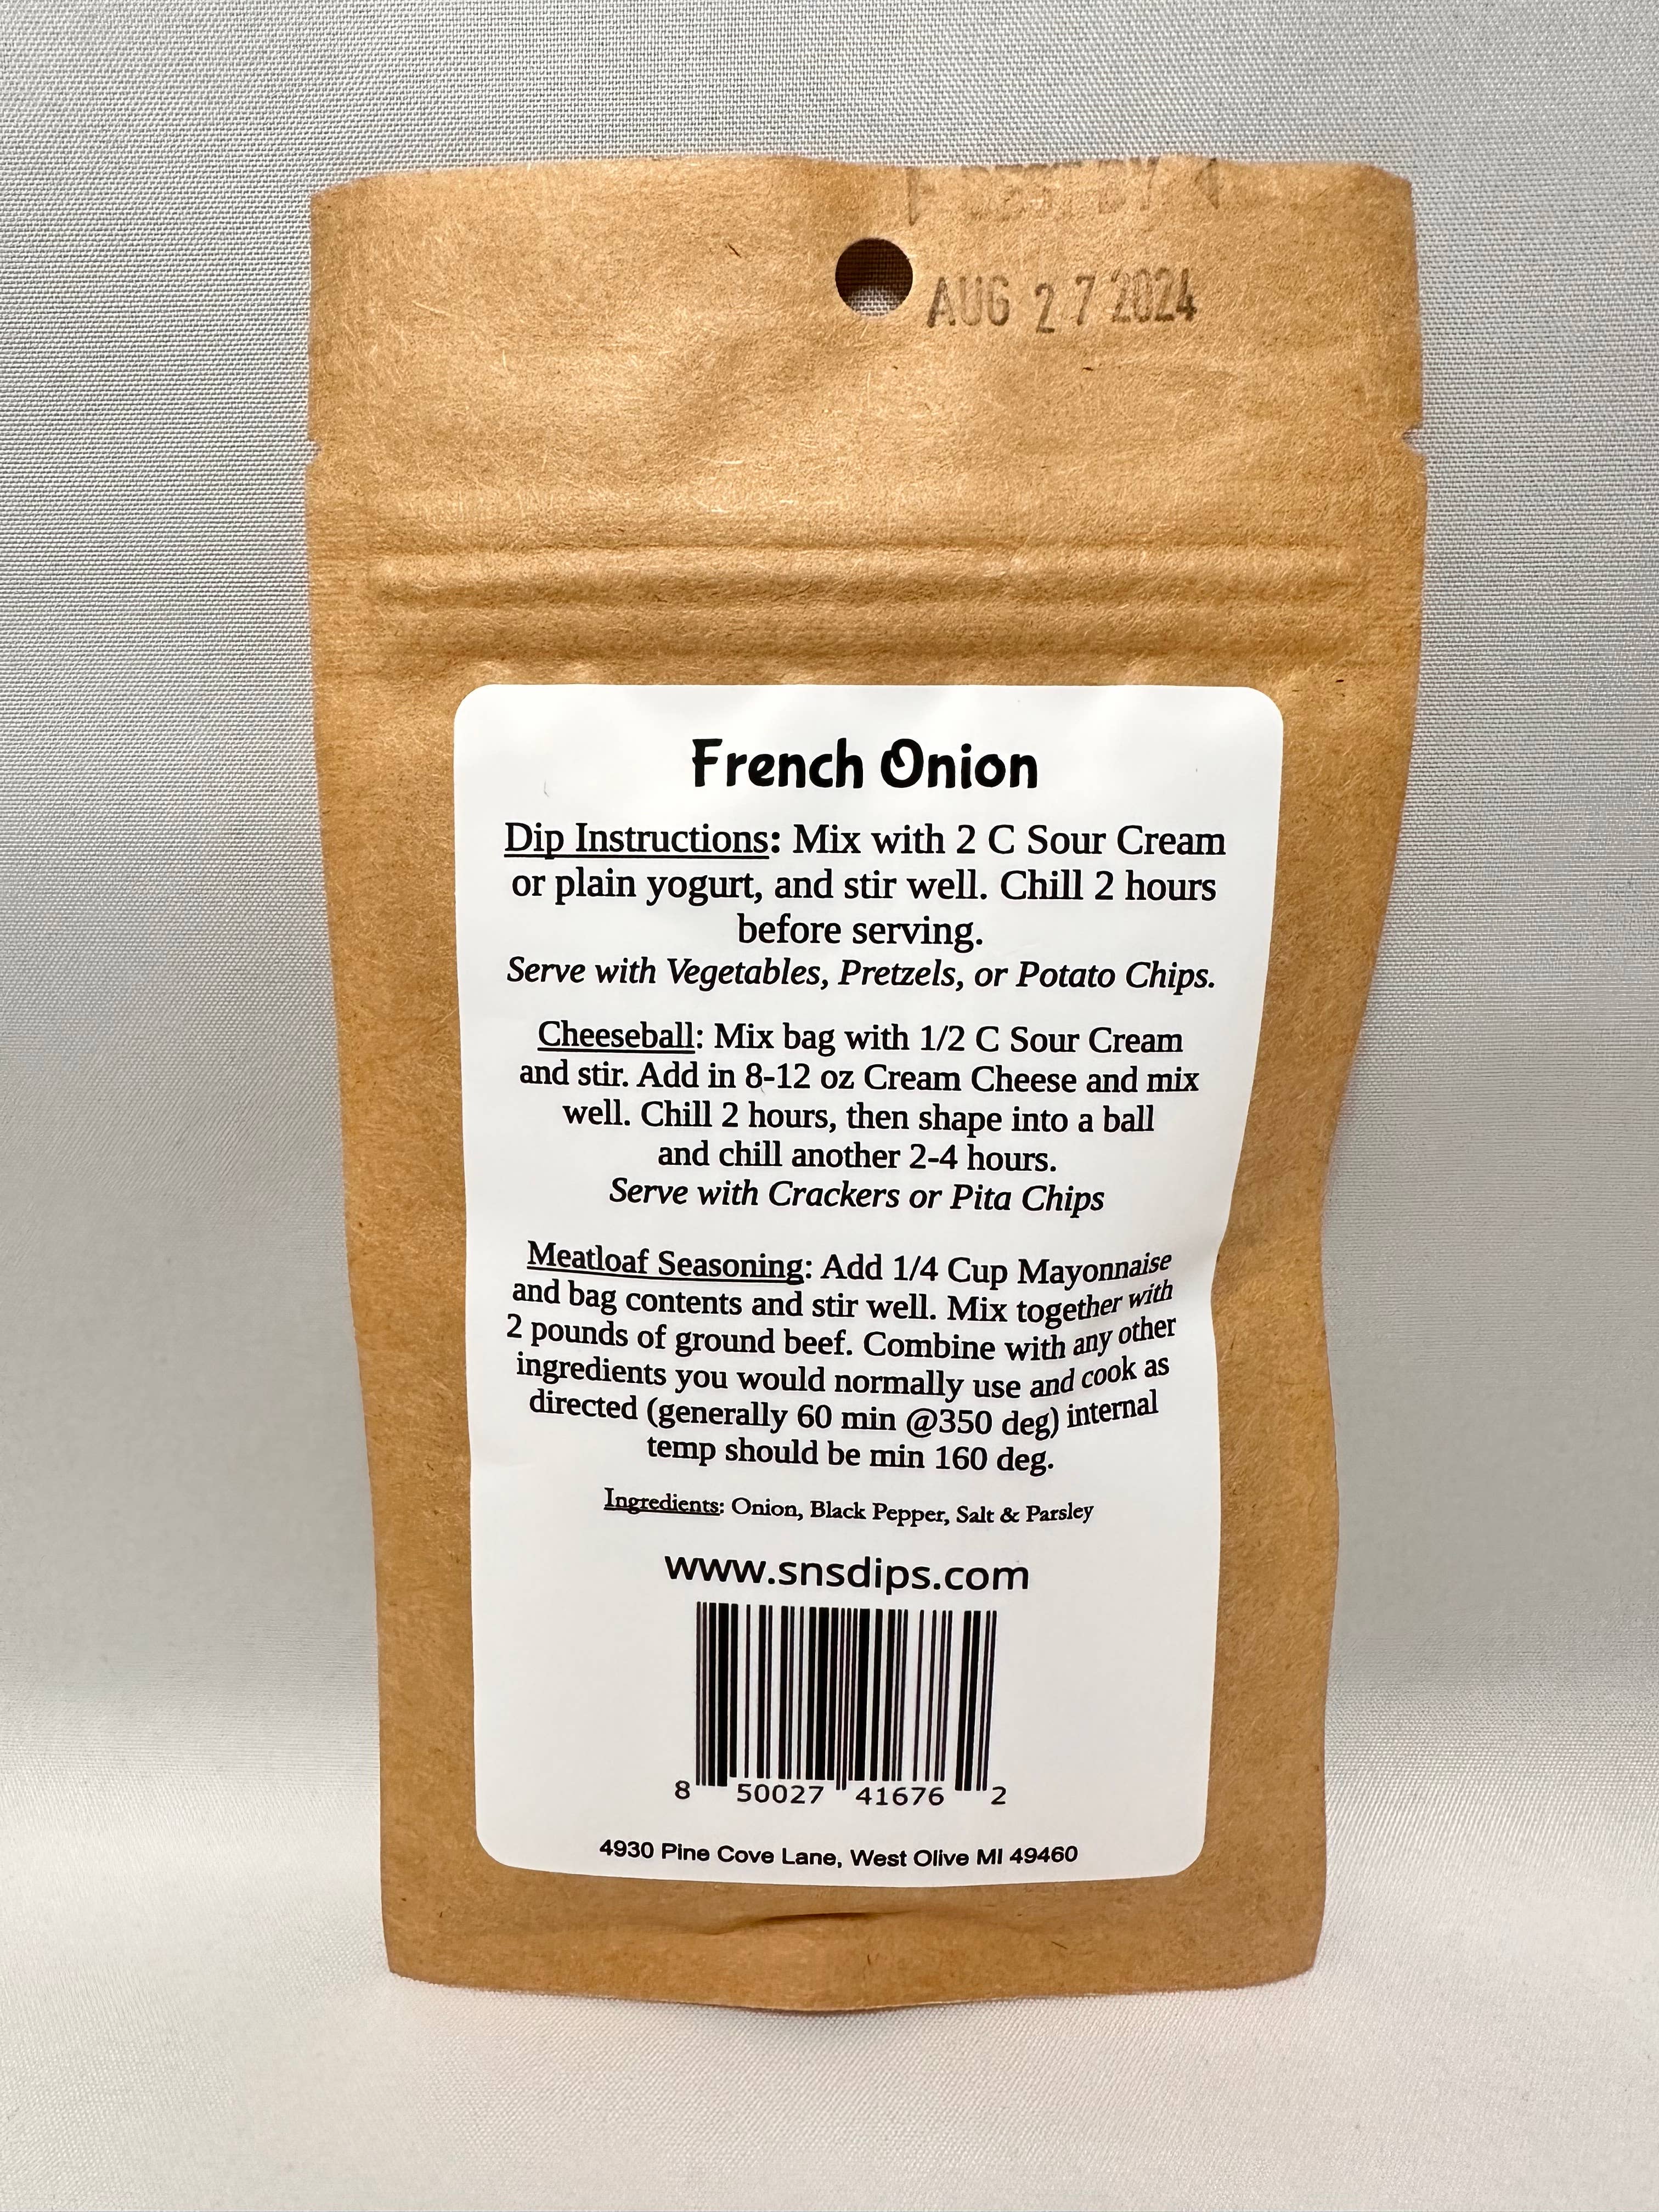 BEST BY
AUG 27 2024
French Onion
Dip Instructions: Mix with 2 C Sour Cream
or plain yogurt, and stir well. Chill 2 hours
before serving.
Serve with Vegetables, Pretzels, or Potato Chips.
Cheeseball: Mix bag with 1/2 C Sour Cream
and stir. Add in 8-12 oz Cream Cheese and mix
well. Chill 2 hours, then shape into a ball
and chill another 2-4 hours.
Serve with Crackers or Pita Chips
Meatloaf Seasoning: Add 1/4 Cup Mayonnaise
and bag contents and stir well. Mix together with
2 pounds of ground beef. Combine with any other
ingredients you would normally use and cook as
directed (generally 60 min @350 deg) internal
temp should be min 160 deg.
Ingredients: Onion, Black Pepper, Salt & Parsley
www.snsdips.com
8 50027 41676 2
4930 Pine Cove Lane, West Olive MI 49460